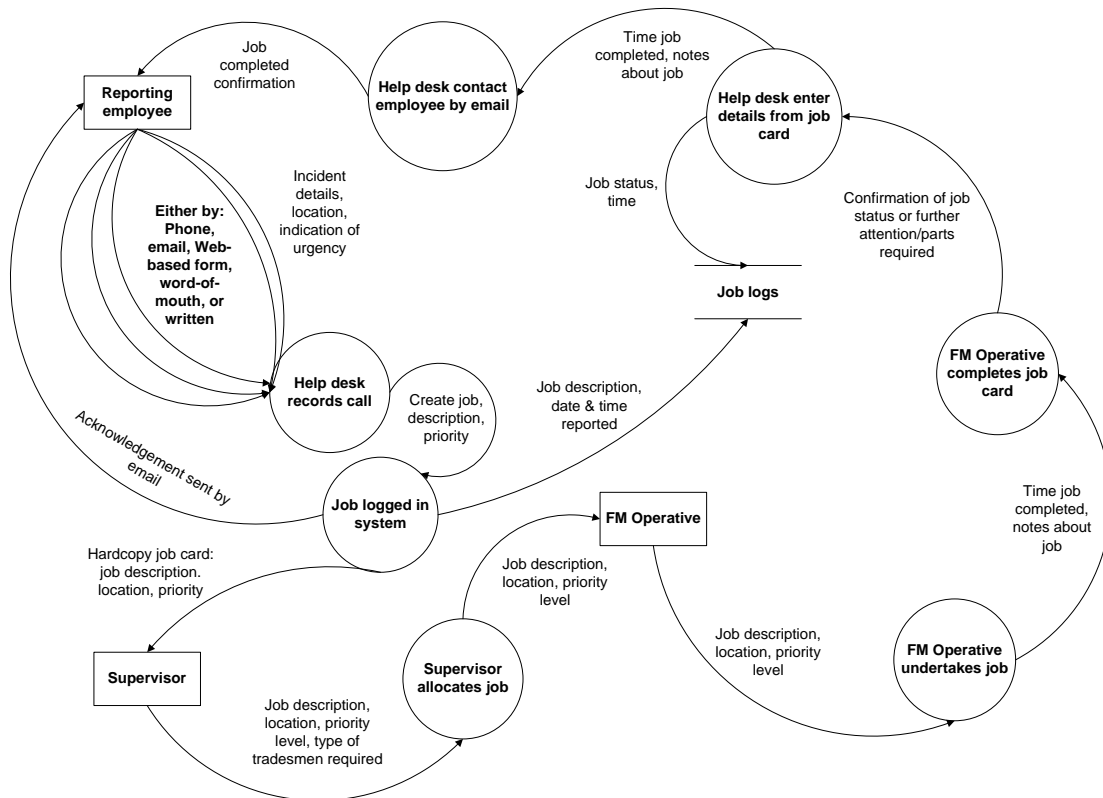 Job
completed
confirmation
Time job
completed, notes
about job
Help desk contact
employee by email
Reporting
employee
Help desk enter
details from job
card
Incident
details,
location,
indication of
urgency
Job status,
time
Confirmation of job
status or further
attention/parts
required
Either by:
Phone,
email, Web-
based form,
word-of-
mouth, or
written
Job logs
FM Operative
completes job
card
Help desk
records call
Create job,
description,
priority
Job description,
date & time
reported
Acknowledgement sent by
email
Job logged in
system
FM Operative
Time job
completed,
notes about
job
Hardcopy job card:
job description.
location, priority
Job description,
location, priority
level
Job description,
location, priority
level
FM Operative
undertakes job
Supervisor
Supervisor
allocates job
Job description,
location, priority
level, type of
tradesmen required